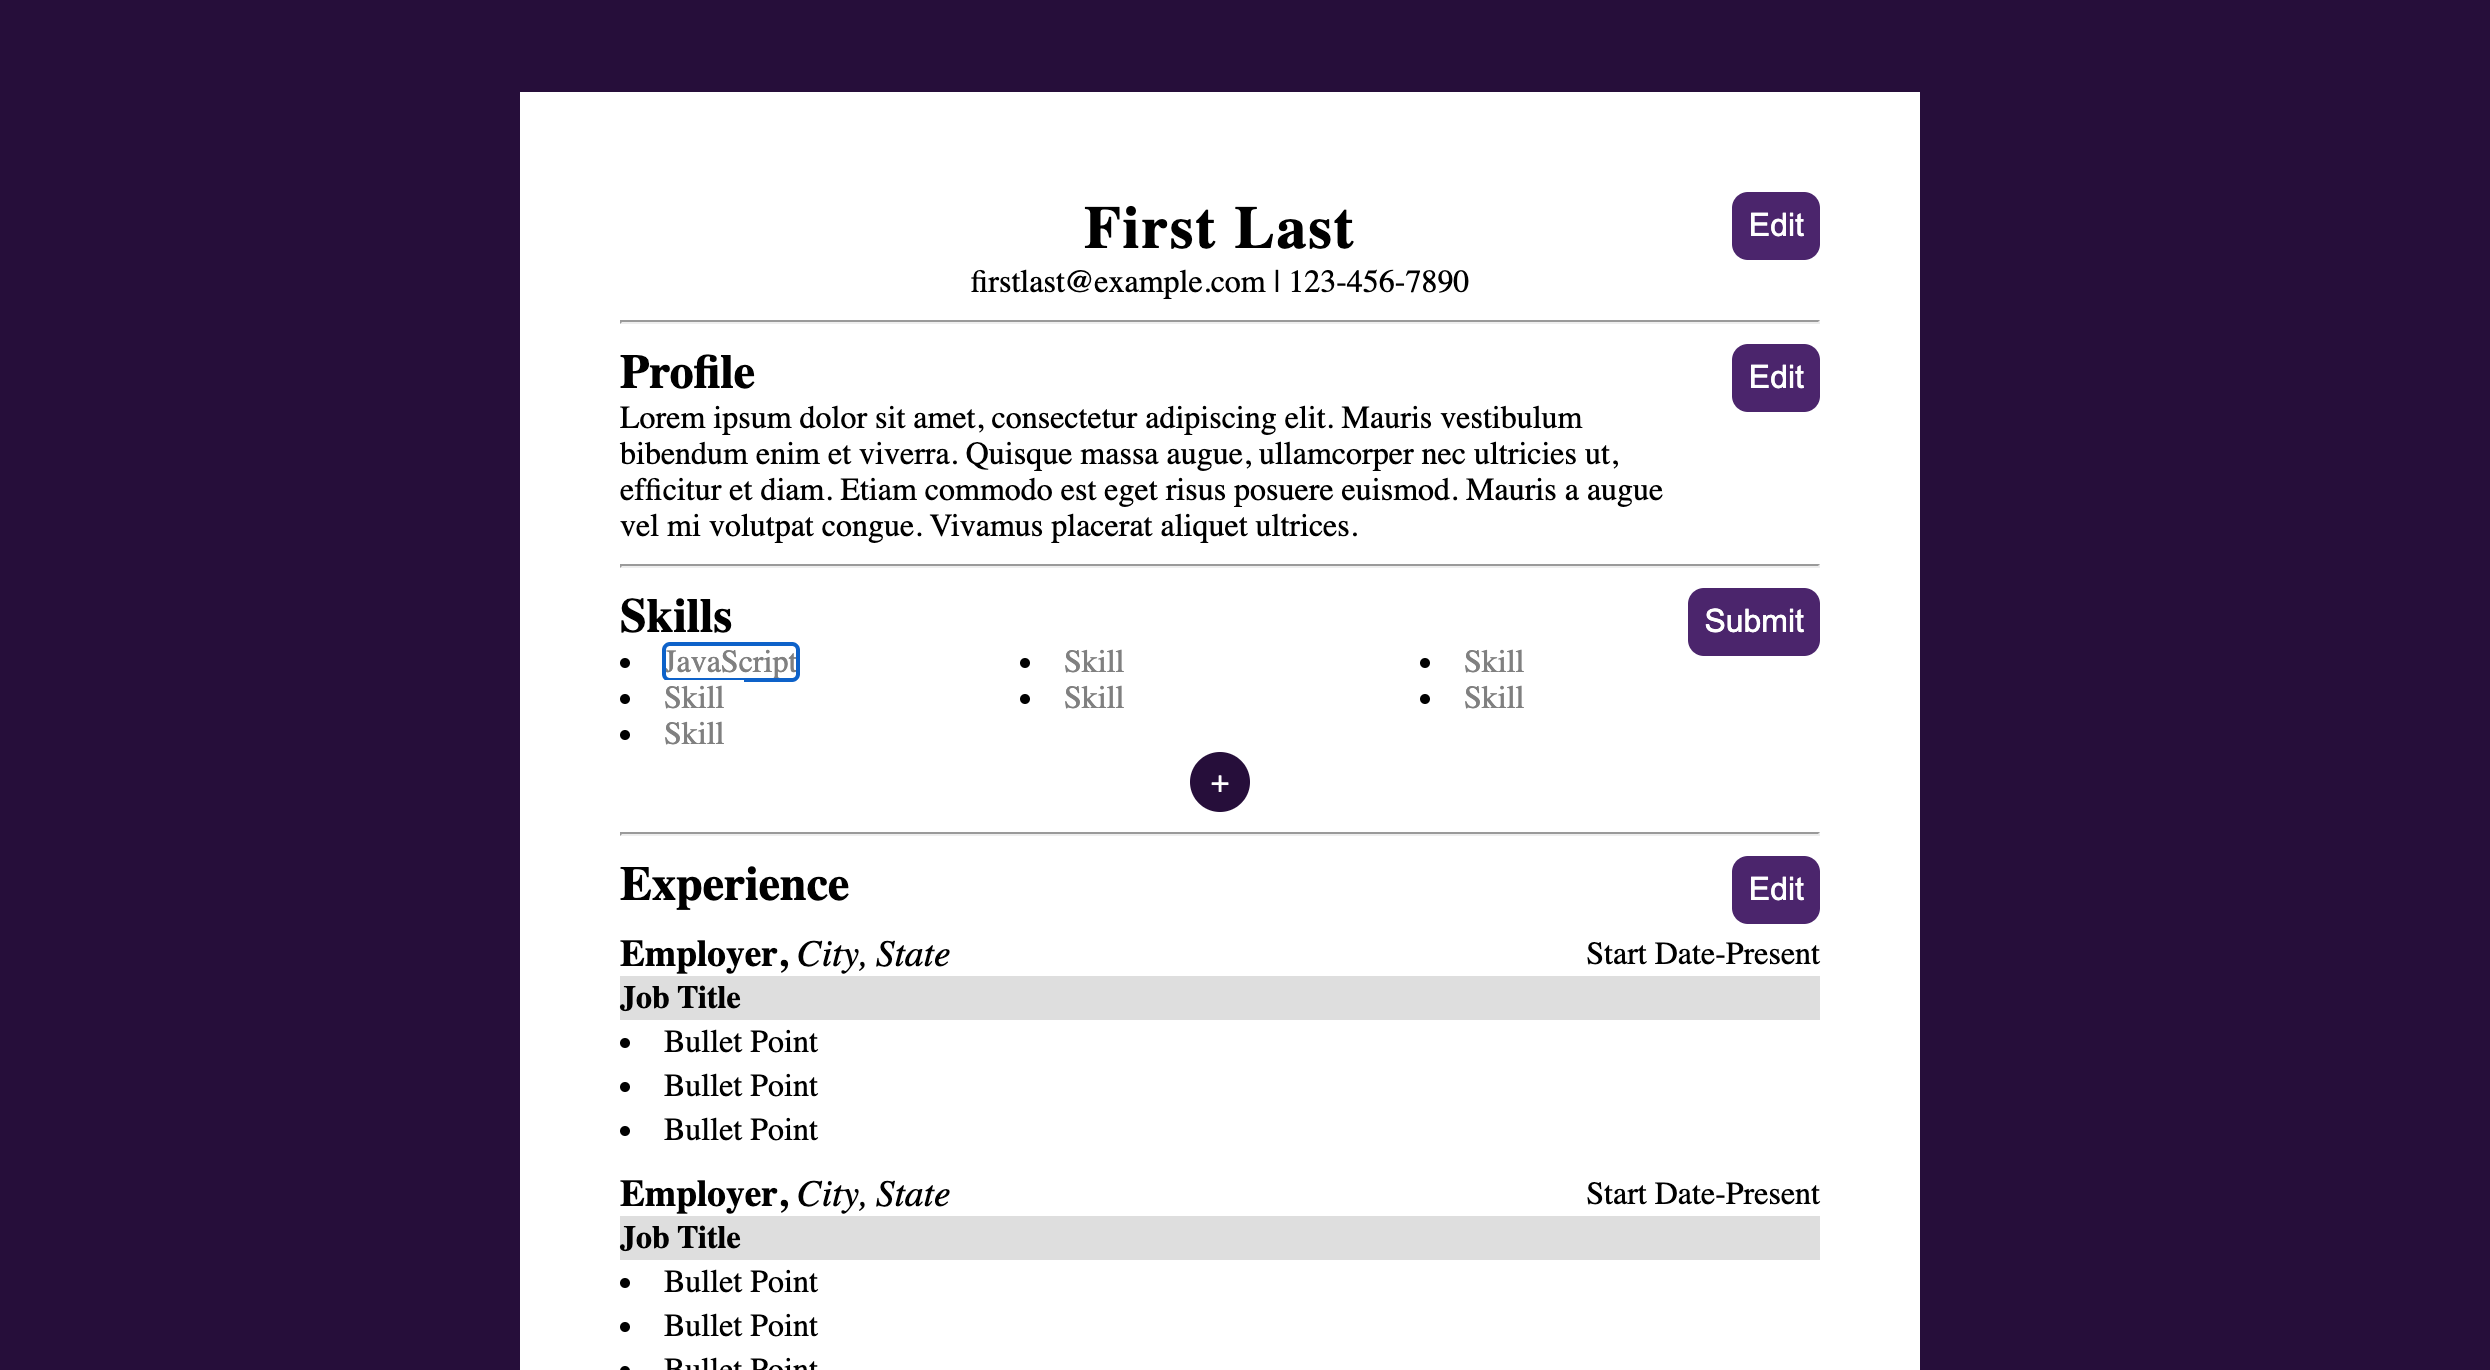 First Last
Edit
firstlast@example.com | 123-456-7890
Profile
Edit
Lorem ipsum dolor sit amet, consectetur adipiscing elit. Mauris vestibulum
bibendum enim et viverra. Quisque massa augue, ullamcorper nec ultricies ut,
efficitur et diam. Etiam commodo est eget risus posuere euismod. Mauris a augue
vel mi volutpat congue. Vivamus placerat aliquet ultrices.
Skills
Submit
• JavaScript • Skill • Skill
• Skill • Skill • Skill
• Skill
+
Experience
Edit
Employer, City, State Start Date-Present
Job Title
• Bullet Point
• Bullet Point
• Bullet Point
Employer, City, State Start Date-Present
Job Title
• Bullet Point
• Bullet Point
• Bullet Point